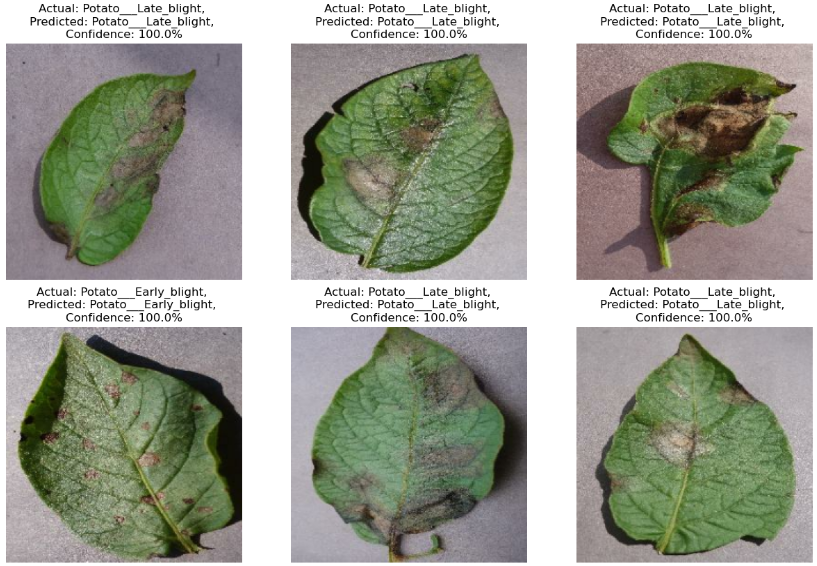 Actual: Potato___Late_blight,
Predicted: Potato___Late_blight,
Confidence: 100.0%
Actual: Potato___Late_blight,
Predicted: Potato___Late_blight,
Confidence: 100.0%
Actual: Potato___Late_blight,
Predicted: Potato___Late_blight,
Confidence: 100.0%
Actual: Potato___Early_blight,
Predicted: Potato___Early_blight,
Confidence: 100.0%
Actual: Potato___Late_blight,
Predicted: Potato___Late_blight,
Confidence: 100.0%
Actual: Potato___Late_blight,
Predicted: Potato___Late_blight,
Confidence: 100.0%